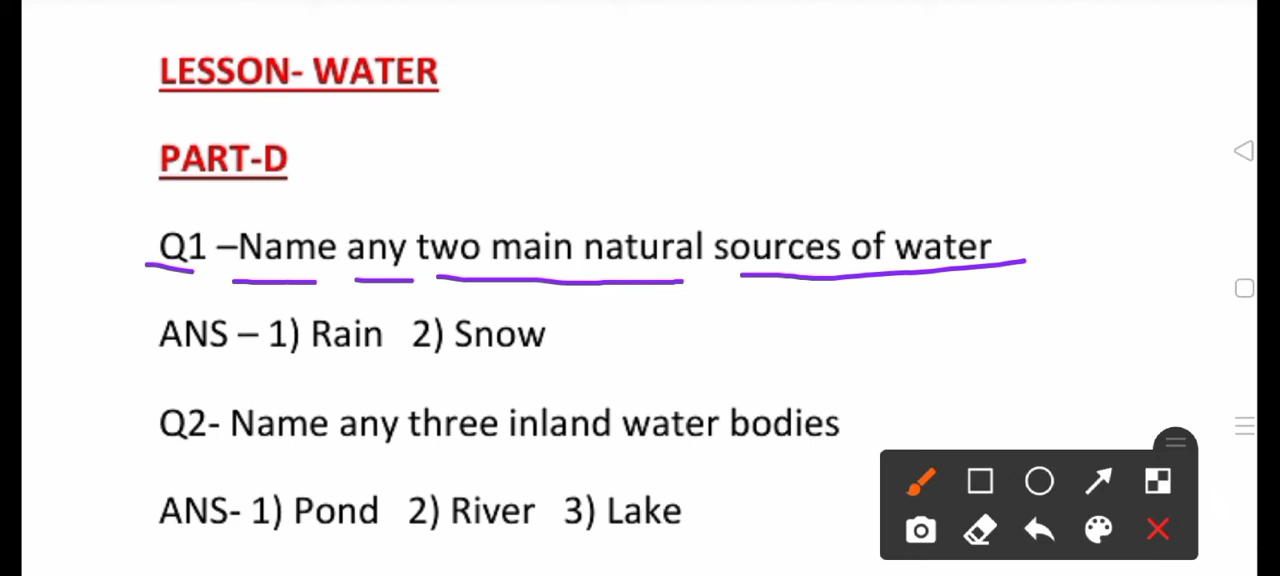 LESSON- WATER
PART-D
Q1 –Name any two main natural sources of water
ANS – 1) Rain 2) Snow
Q2- Name any three inland water bodies
ANS- 1) Pond 2) River 3) Lake